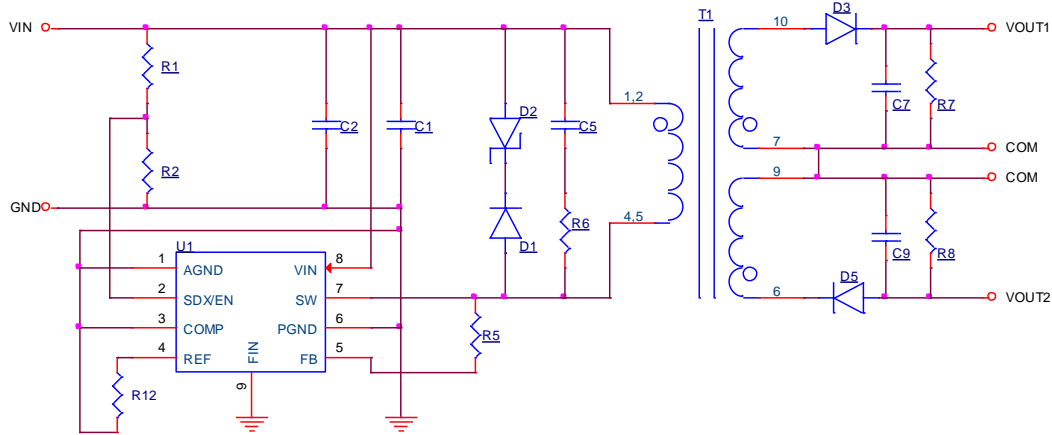 VIN
R1
R2
GND
C2
C1
D2
D1
C5
R6
T1
1,2
4,5
10
7
9
6
D3
C7
R7
VOUT1
COM
COM
C9
R8
D5
VOUT2
U1
1 AGND
2 SDX/EN
3 COMP
4 REF
VIN 8
SW 7
PGND 6
FB 5
FIN
9
R5
R12